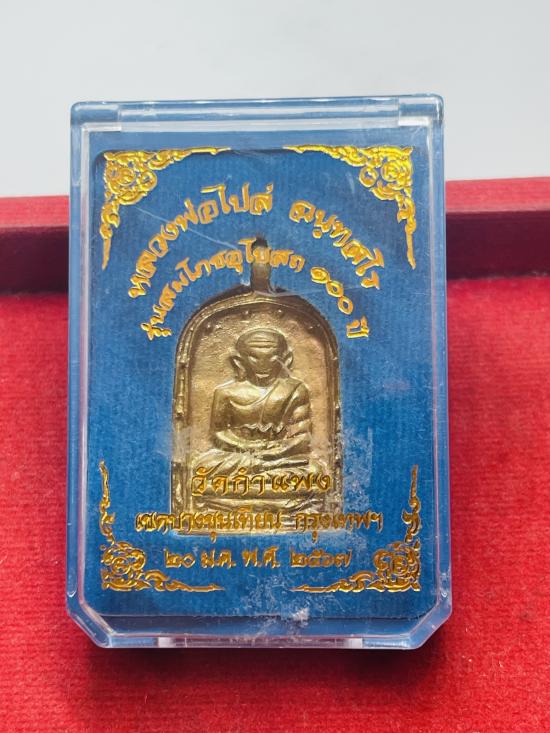 หลวงพ่อไปล่ ฉนฺทสโร
รุ่นสมโภชอุโบสถ ๑๐๐ ปี
วัดกำแพง
เขตบางขุนเทียน กรุงเทพฯ
๒๐ ม.ค. พ.ศ. ๒๕๖๗